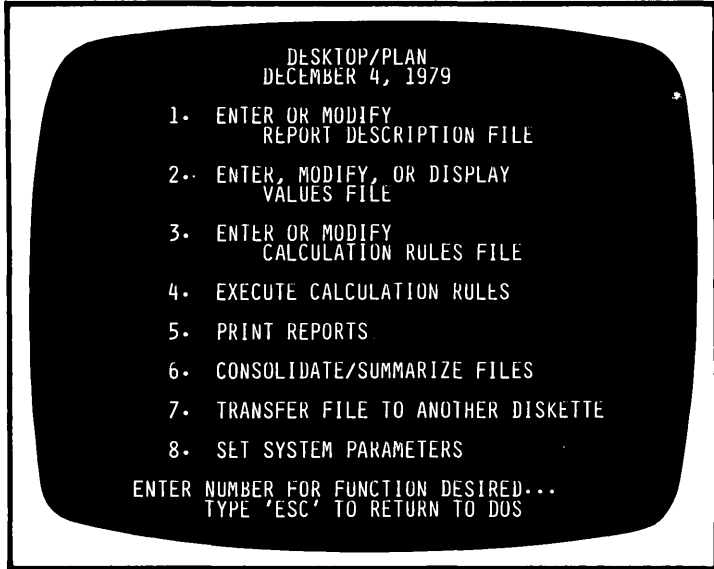 DESKTOP/PLAN
DECEMBER 4, 1979
1. ENTER OR MODIFY
REPORT DESCRIPTION FILE
2. ENTER, MODIFY, OR DISPLAY
VALUES FILE
3. ENTER OR MODIFY
CALCULATION RULES FILE
4. EXECUTE CALCULATION RULES
5. PRINT REPORTS
6. CONSOLIDATE/SUMMARIZE FILES
7. TRANSFER FILE TO ANOTHER DISKETTE
8. SET SYSTEM PARAMETERS
ENTER NUMBER FOR FUNCTION DESIRED...
TYPE 'ESC' TO RETURN TO DOS